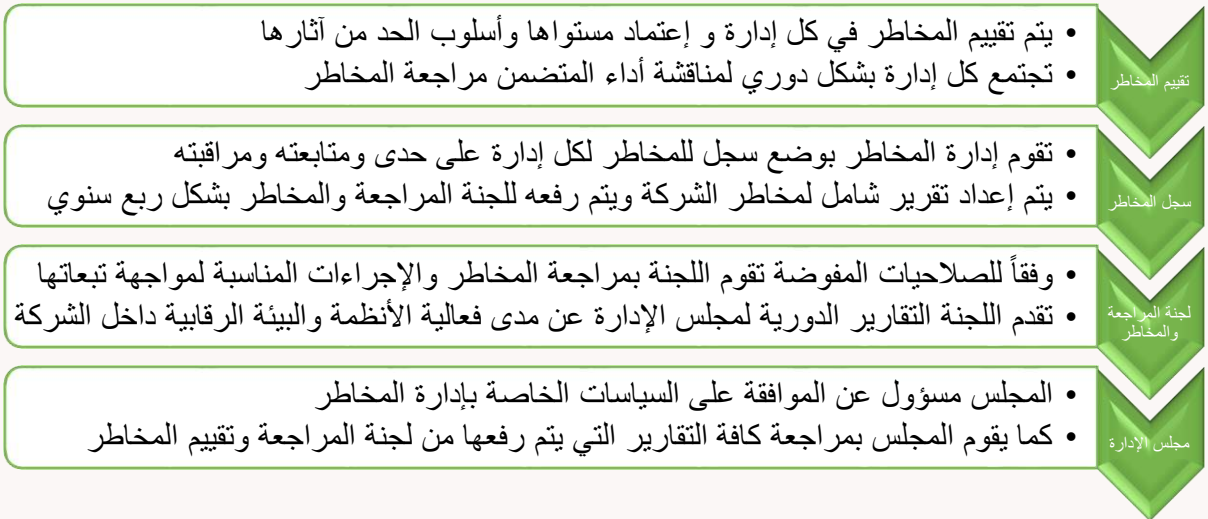 تقييم المخاطر
• يتم تقييم المخاطر في كل إدارة و إعتماد مستواها وأسلوب الحد من آثارها
• تجتمع كل إدارة بشكل دوري لمناقشة أداء المتضمن مراجعة المخاطر
سجل المخاطر
• تقوم إدارة المخاطر بوضع سجل للمخاطر لكل إدارة على حدى ومتابعته ومراقبته
• يتم إعداد تقرير شامل لمخاطر الشركة ويتم رفعه للجنة المراجعة والمخاطر بشكل ربع سنوي
لجنة المراجعة
والمخاطر
• وفقاً للصلاحيات المفوضة تقوم اللجنة بمراجعة المخاطر والإجراءات المناسبة لمواجهة تبعاتها
• تقدم اللجنة التقارير الدورية لمجلس الإدارة عن مدى فعالية الأنظمة والبيئة الرقابية داخل الشركة
مجلس الإدارة
• المجلس مسؤول عن الموافقة على السياسات الخاصة بإدارة المخاطر
• كما يقوم المجلس بمراجعة كافة التقارير التي يتم رفعها من لجنة المراجعة وتقييم المخاطر